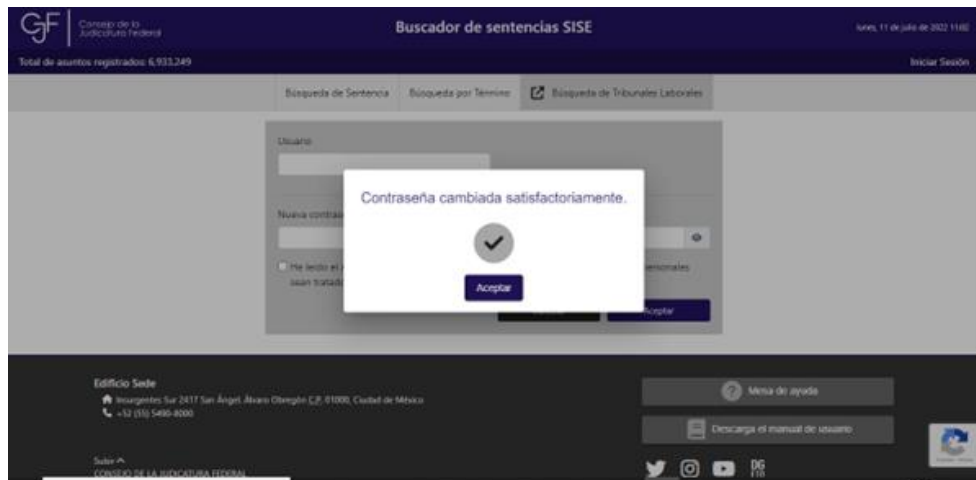 CJF
Consejo de la
Judicatura Federal
Buscador de sentencias SISE
lunes, 11 de julio de 2022 11:02
Total de asuntos registrados: 6,933,249
Iniciar Sesión
Búsqueda de Sentencia
Búsqueda por Término
Búsqueda de Tribunales Laborales
Usuario
Contraseña cambiada satisfactoriamente.
Nueva contras
He leído el
personales
sean tratado
Aceptar
Aceptar
Edificio Sede
Insurgentes Sur 2417 San Ángel, Álvaro Obregón C.P. 01000, Ciudad de México
+52 (55) 5490-8000
Mesa de ayuda
Descarga el manual de usuario
Subir
CONSEJO DE LA JUDICATURA FEDERAL